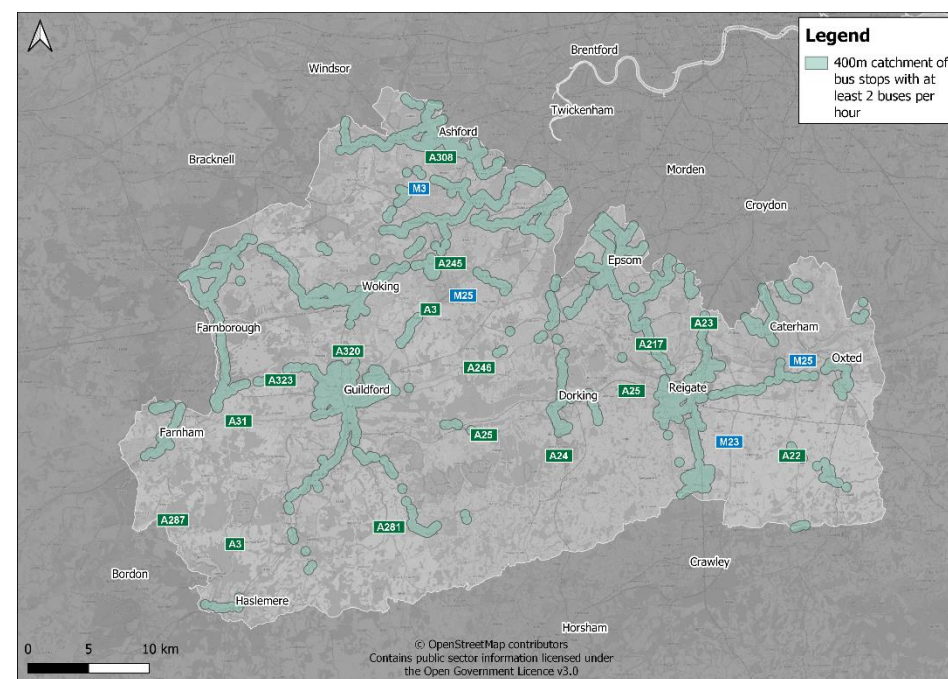 Legend
400m catchment of
bus stops with at
least 2 buses per
hour
Brentford
Windsor
Twickenham
Ashford
A308
Bracknell
Morden
M3
Croydon
Epsom
A245
Woking
M25
A3
A23
Farnborough
Caterham
A217
A320
M25
Oxted
A246
A323
Guildford
A25
Reigate
Dorking
A31
Farnham
A25
M23
A24
A22
A287
A281
A3
Crawley
Bordon
Haslemere
Horsham
0 5 10 km
© OpenStreetMap contributors
Contains public sector information licensed under
the Open Government Licence v3.0